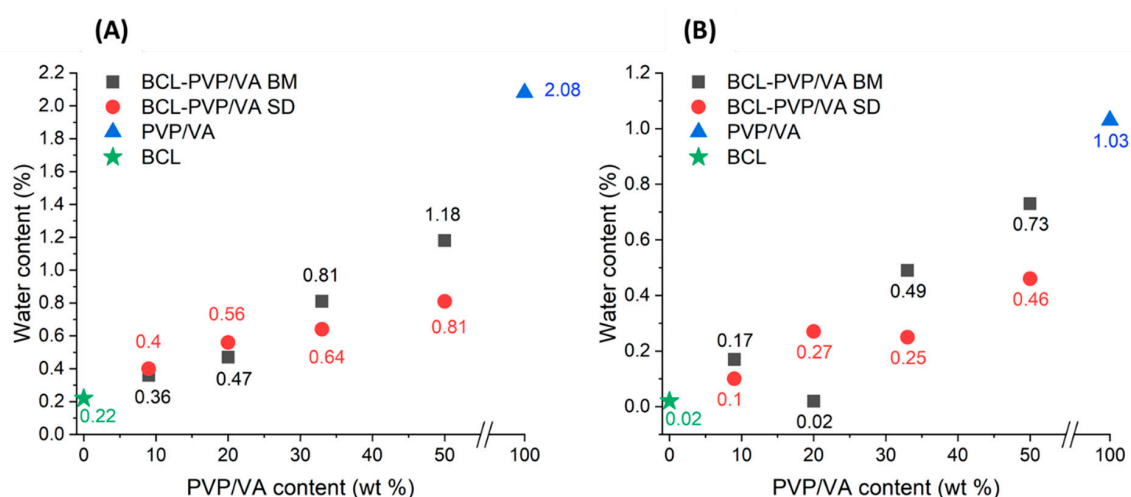 (A)
BCL-PVP/VA BM
BCL-PVP/VA SD
PVP/VA
BCL
Water content (%)
2.2
2.0
1.8
1.6
1.4
1.2
1.0
0.8
0.6
0.4
0.2
0.0
2.08
1.18
0.81
0.81
0.56
0.64
0.4
0.47
0.36
0.22
0 10 20 30 40 50 100
PVP/VA content (wt %)
(B)
BCL-PVP/VA BM
BCL-PVP/VA SD
PVP/VA
BCL
Water content (%)
1.2
1.0
0.8
0.6
0.4
0.2
0.0
1.03
0.73
0.49
0.46
0.17
0.27
0.25
0.1
0.02
0.02
0 10 20 30 40 50 100
PVP/VA content (wt %)